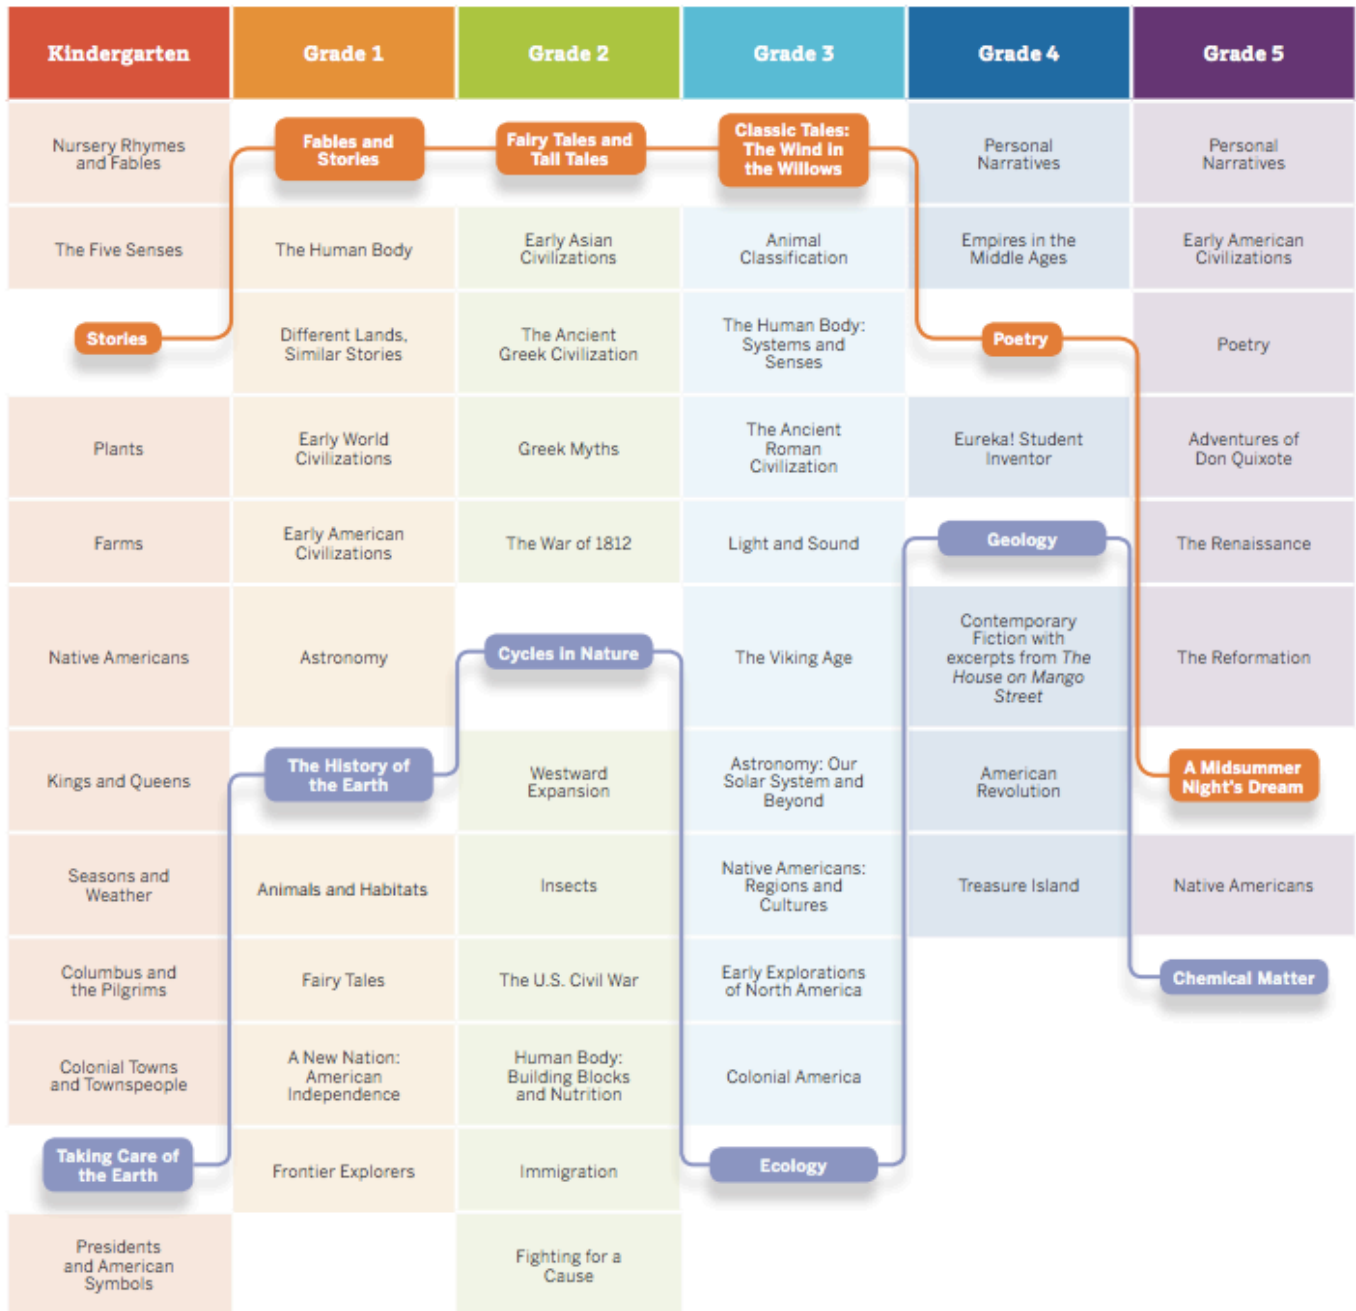 Kindergarten
Grade 1
Grade 2
Grade 3
Grade 4
Grade 5
Nursery Rhymes
and Fables
Fables and
Stories
Fairy Tales and
Tall Tales
Classic Tales:
The Wind in
the Willows
Personal
Narratives
Personal
Narratives
The Five Senses
The Human Body
Early Asian
Civilizations
Animal
Classification
Empires in the
Middle Ages
Early American
Civilizations
Stories
Different Lands,
Similar Stories
The Ancient
Greek Civilization
The Human Body:
Systems and
Senses
Poetry
Poetry
Plants
Early World
Civilizations
Greek Myths
The Ancient
Roman
Civilization
Eureka! Student
Inventor
Adventures of
Don Quixote
Farms
Early American
Civilizations
The War of 1812
Light and Sound
Geology
The Renaissance
Native Americans
Astronomy
Cycles in Nature
The Viking Age
Contemporary
Fiction with
excerpts from The
House on Mango
Street
The Reformation
Kings and Queens
The History of
the Earth
Westward
Expansion
Astronomy: Our
Solar System and
Beyond
American
Revolution
A Midsummer
Night's Dream
Seasons and
Weather
Animals and Habitats
Insects
Native Americans:
Regions and
Cultures
Treasure Island
Native Americans
Columbus and
the Pilgrims
Fairy Tales
The U.S. Civil War
Early Explorations
of North America
Chemical Matter
Colonial Towns
and Townspeople
A New Nation:
American
Independence
Human Body:
Building Blocks
and Nutrition
Colonial America
Taking Care of
the Earth
Frontier Explorers
Immigration
Ecology
Presidents
and American
Symbols
Fighting for a
Cause